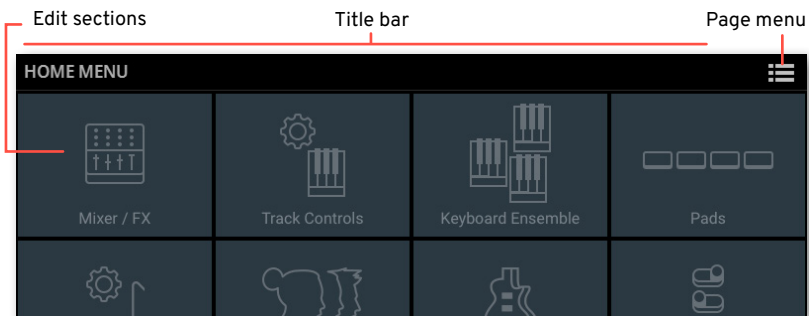 Edit sections Title bar Page menu
HOME MENU
Mixer / FX Track Controls Keyboard Ensemble Pads